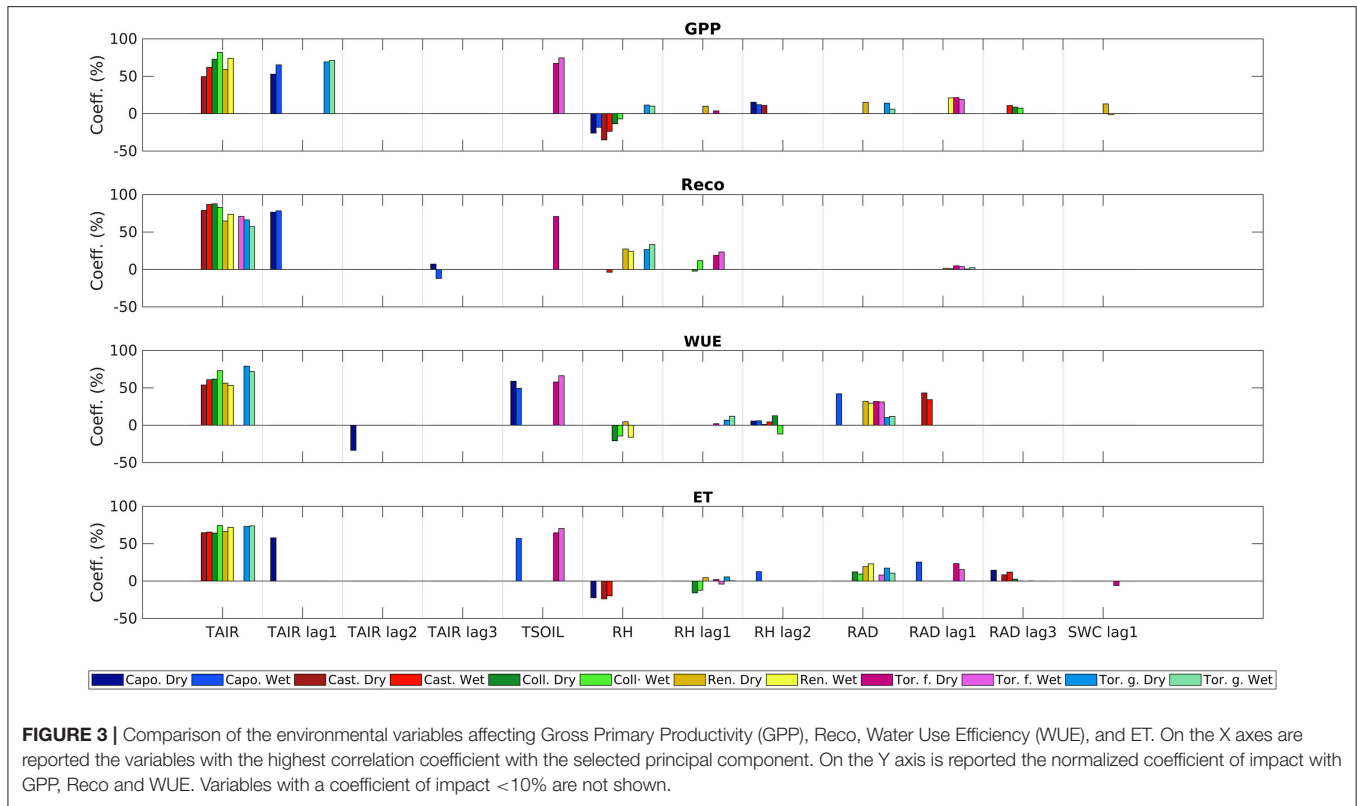 GPP
100
50
0
-50
Coeff. (%)
Reco
100
50
0
-50
Coeff. (%)
WUE
100
50
0
-50
Coeff. (%)
ET
100
50
0
-50
Coeff. (%)
TAIR TAIR lag1 TAIR lag2 TAIR lag3 TSOIL RH RH lag1 RH lag2 RAD RAD lag1 RAD lag3 SWC lag1
Capo. Dry Capo. Wet Cast. Dry Cast. Wet Coll. Dry Coll· Wet Ren. Dry Ren. Wet Tor. f. Dry Tor. f. Wet Tor. g. Dry Tor. g. Wet
FIGURE 3 | Comparison of the environmental variables affecting Gross Primary Productivity (GPP), Reco, Water Use Efficiency (WUE), and ET. On the X axes are
reported the variables with the highest correlation coefficient with the selected principal component. On the Y axis is reported the normalized coefficient of impact with
GPP, Reco and WUE. Variables with a coefficient of impact <10% are not shown.